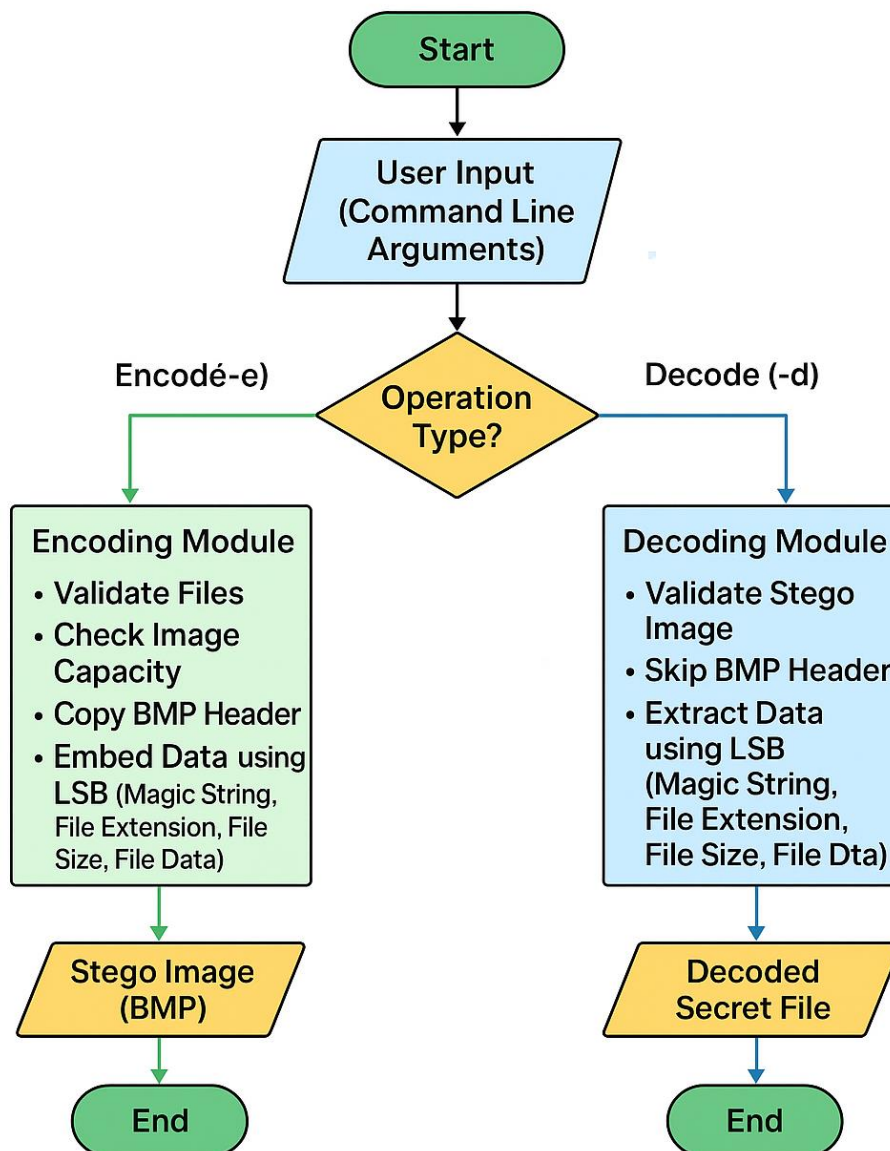 Start
User Input
(Command Line
Arguments)
Operation
Type?
Encodé-e)
Decode (-d)
Encoding Module
• Validate Files
• Check Image
Capacity
• Copy BMP Header
• Embed Data using
LSB (Magic String,
File Extension, File
Size, File Data)
Decoding Module
• Validate Stego
Image
• Skip BMP Header
• Extract Data
using LSB
(Magic String,
File Extension,
File Size, File Dta)
Stego Image
(BMP)
Decoded
Secret File
End
End